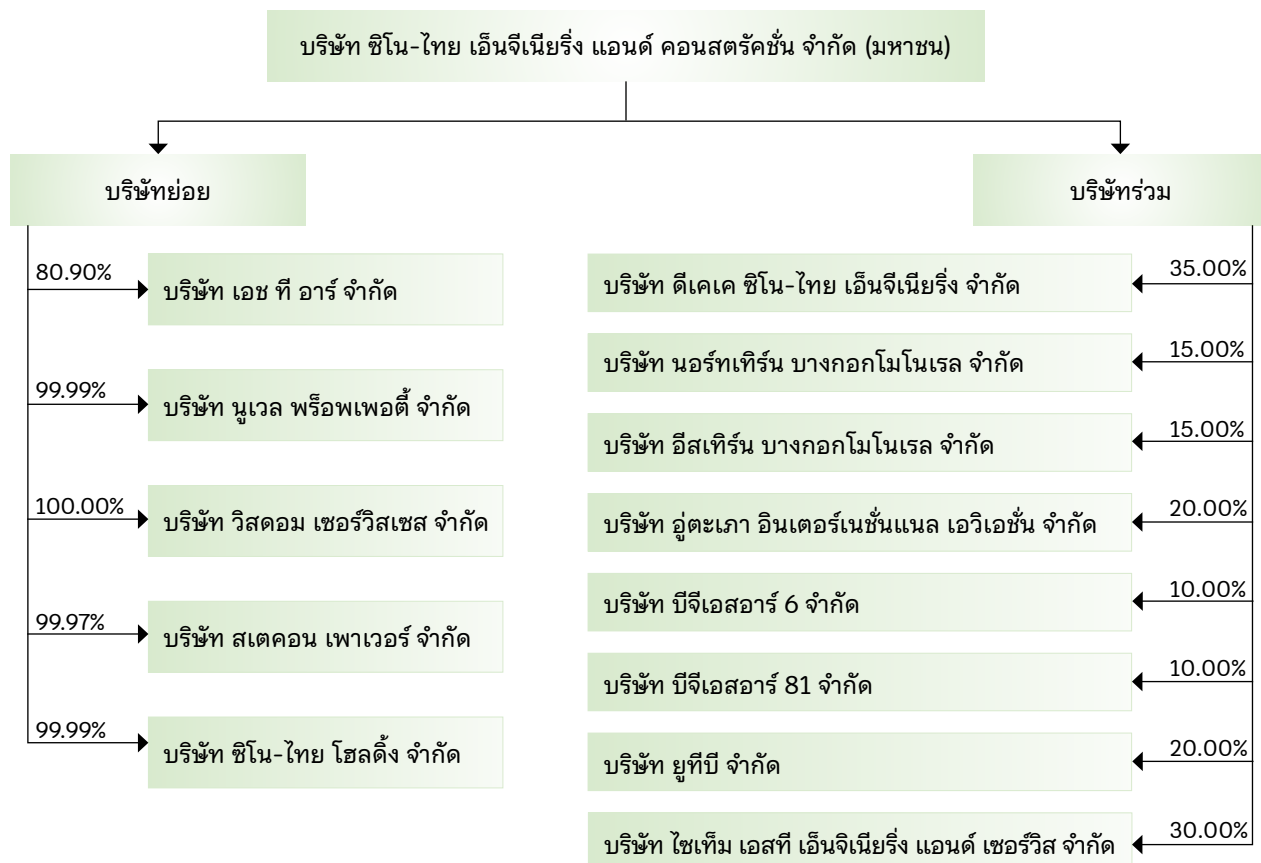 บริษัท ซิโน-ไทย เอ็นจีเนียริ่ง แอนด์ คอนสตรัคชั่น จำกัด (มหาชน)
บริษัทย่อย
80.90%
บริษัท เอช ที อาร์ จำกัด
99.99%
บริษัท นูเวล พร็อพเพอตี้ จำกัด
100.00%
บริษัท วิสดอม เซอร์วิสเซส จำกัด
99.97%
บริษัท สเตคอน เพาเวอร์ จำกัด
99.99%
บริษัท ซิโน-ไทย โฮลดิ้ง จำกัด
บริษัทร่วม
35.00%
บริษัท ดีเคเค ซิโน-ไทย เอ็นจีเนียริ่ง จำกัด
15.00%
บริษัท นอร์ทเทิร์น บางกอกโมโนเรล จำกัด
15.00%
บริษัท อีสเทิร์น บางกอกโมโนเรล จำกัด
20.00%
บริษัท อู่ตะเภา อินเตอร์เนชั่นแนล เอวิเอชั่น จำกัด
10.00%
บริษัท บีจีเอสอาร์ 6 จำกัด
10.00%
บริษัท บีจีเอสอาร์ 81 จำกัด
20.00%
บริษัท ยูทีบี จำกัด
30.00%
บริษัท ไซเท็ม เอสที เอ็นจิเนียริ่ง แอนด์ เซอร์วิส จำกัด